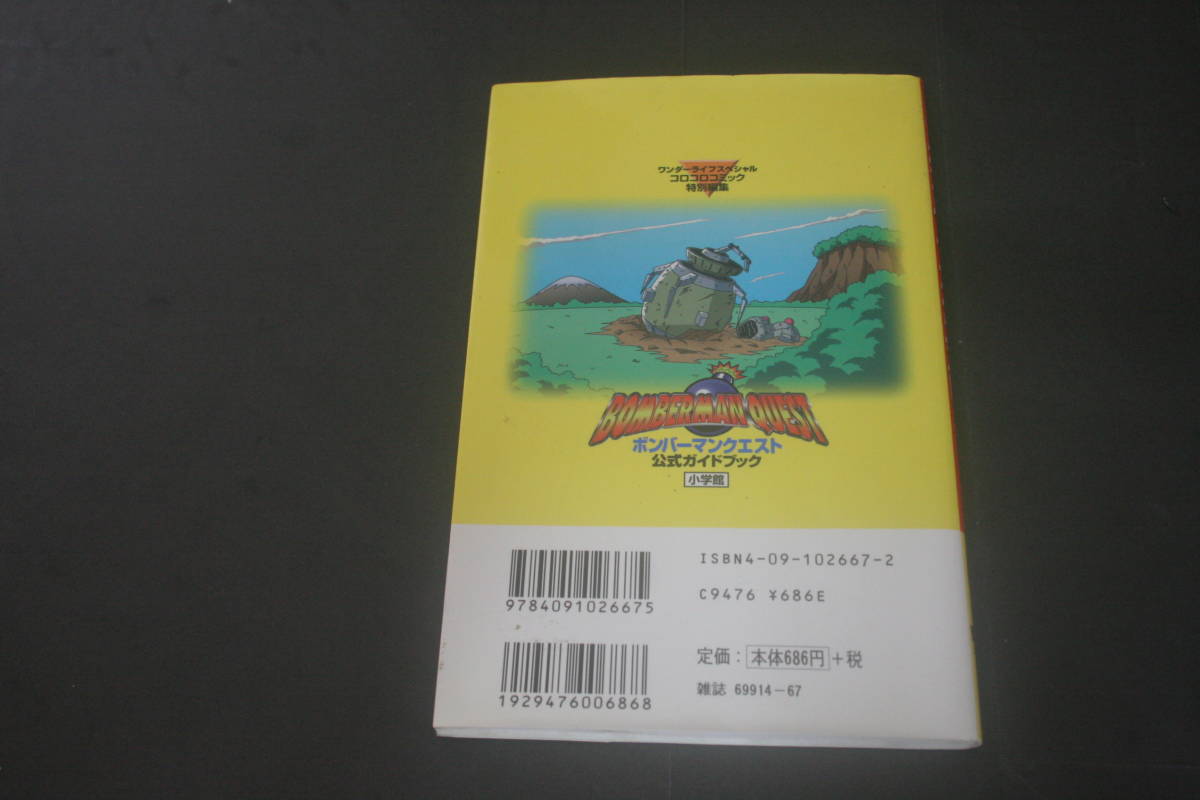 ワンダーライフスペシャル
コロコロコミック
特別編集
BOMBERMAN QUEST
ボンバーマンクエスト
公式ガイドブック
小学館
9784091026675
ISBN4-09-102667-2
C9476 ¥686E
1929476006868
定価：本体686円+税
雑誌 69914-67